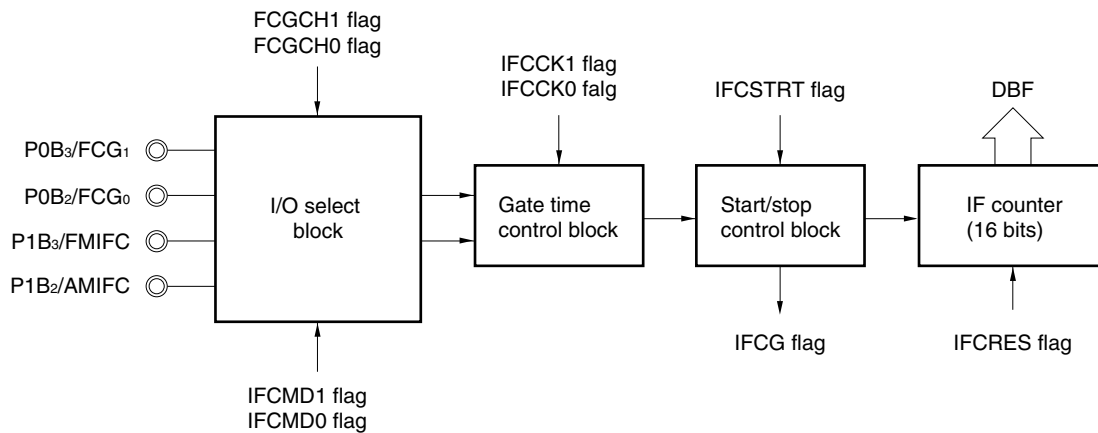 FCGCH1 flag
FCGCH0 flag
IFCCK1 flag
IFCCK0 falg
IFCSTRT flag
DBF
P0B3/FCG1
P0B2/FCG0
P1B3/FMIFC
P1B2/AMIFC
I/O select
block
Gate time
control block
Start/stop
control block
IF counter
(16 bits)
IFCG flag
IFCRES flag
IFCMD1 flag
IFCMD0 flag